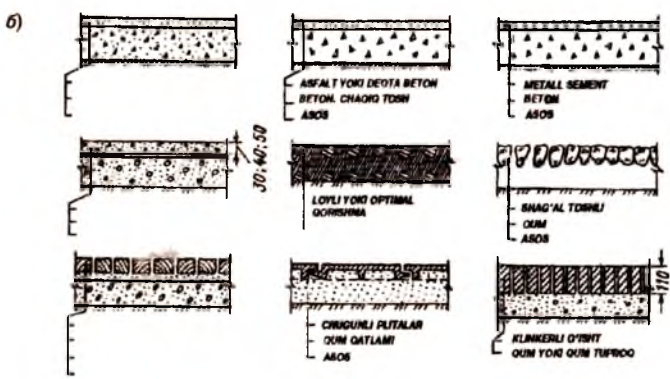 б)
ASFALT YOKI DEGTA BETON
BETON. CHAQIQ TOSH
ASOS
METALL SEMENT
BETON
ASOS
30:40:50
LOYLI YOKI OPTIMAL
QORISHMA
SHAG'AL TOSHLI
QUM
ASOS
CHUGUNLI PLITALAR
QUM QATLAMI
ASOS
110
KLINKERLI G'ISHT
QUM YOKI QUM TUPROQ